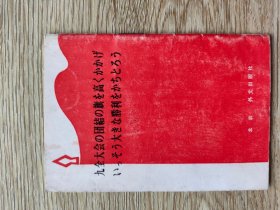 九全大会の団結の旗を高くかかげ
いっそう大きな勝利をかちとろう
北京 外文出版社